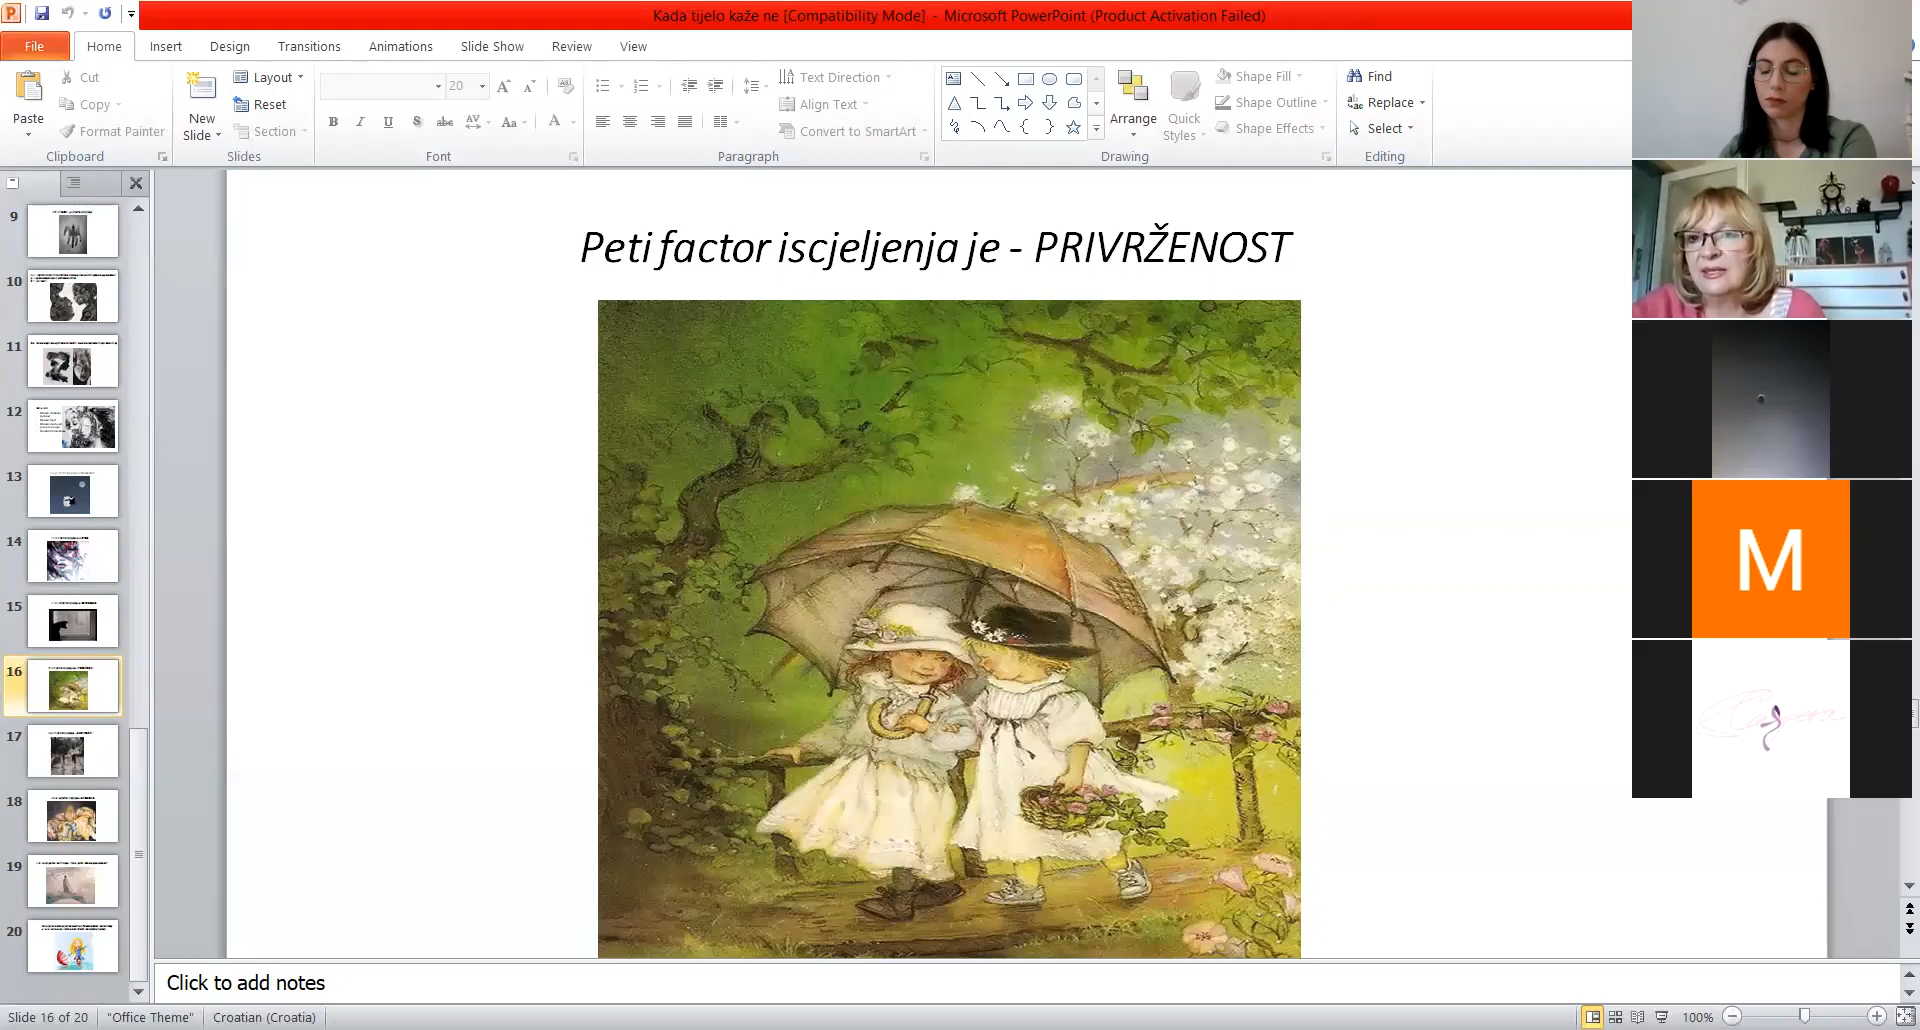 Kada tijelo kaže ne [Compatibility Mode] - Microsoft PowerPoint (Product Activation Failed)
File Home Insert Design Transitions Animations Slide Show Review View
Paste
Cut
Copy
Format Painter
Clipboard
New Slide
Layout
Reset
Section
Slides
20
B I U S abc AV Aa A
Font
Text Direction
Align Text
Convert to SmartArt
Paragraph
Arrange
Quick Styles
Shape Fill
Shape Outline
Shape Effects
Drawing
Find
Replace
Select
Editing
9
10
11
12
13
14
15
16
17
18
19
20
Peti factor iscjeljenja je - PRIVRŽENOST
M
Click to add notes
Slide 16 of 20 "Office Theme" Croatian (Croatia) 100%